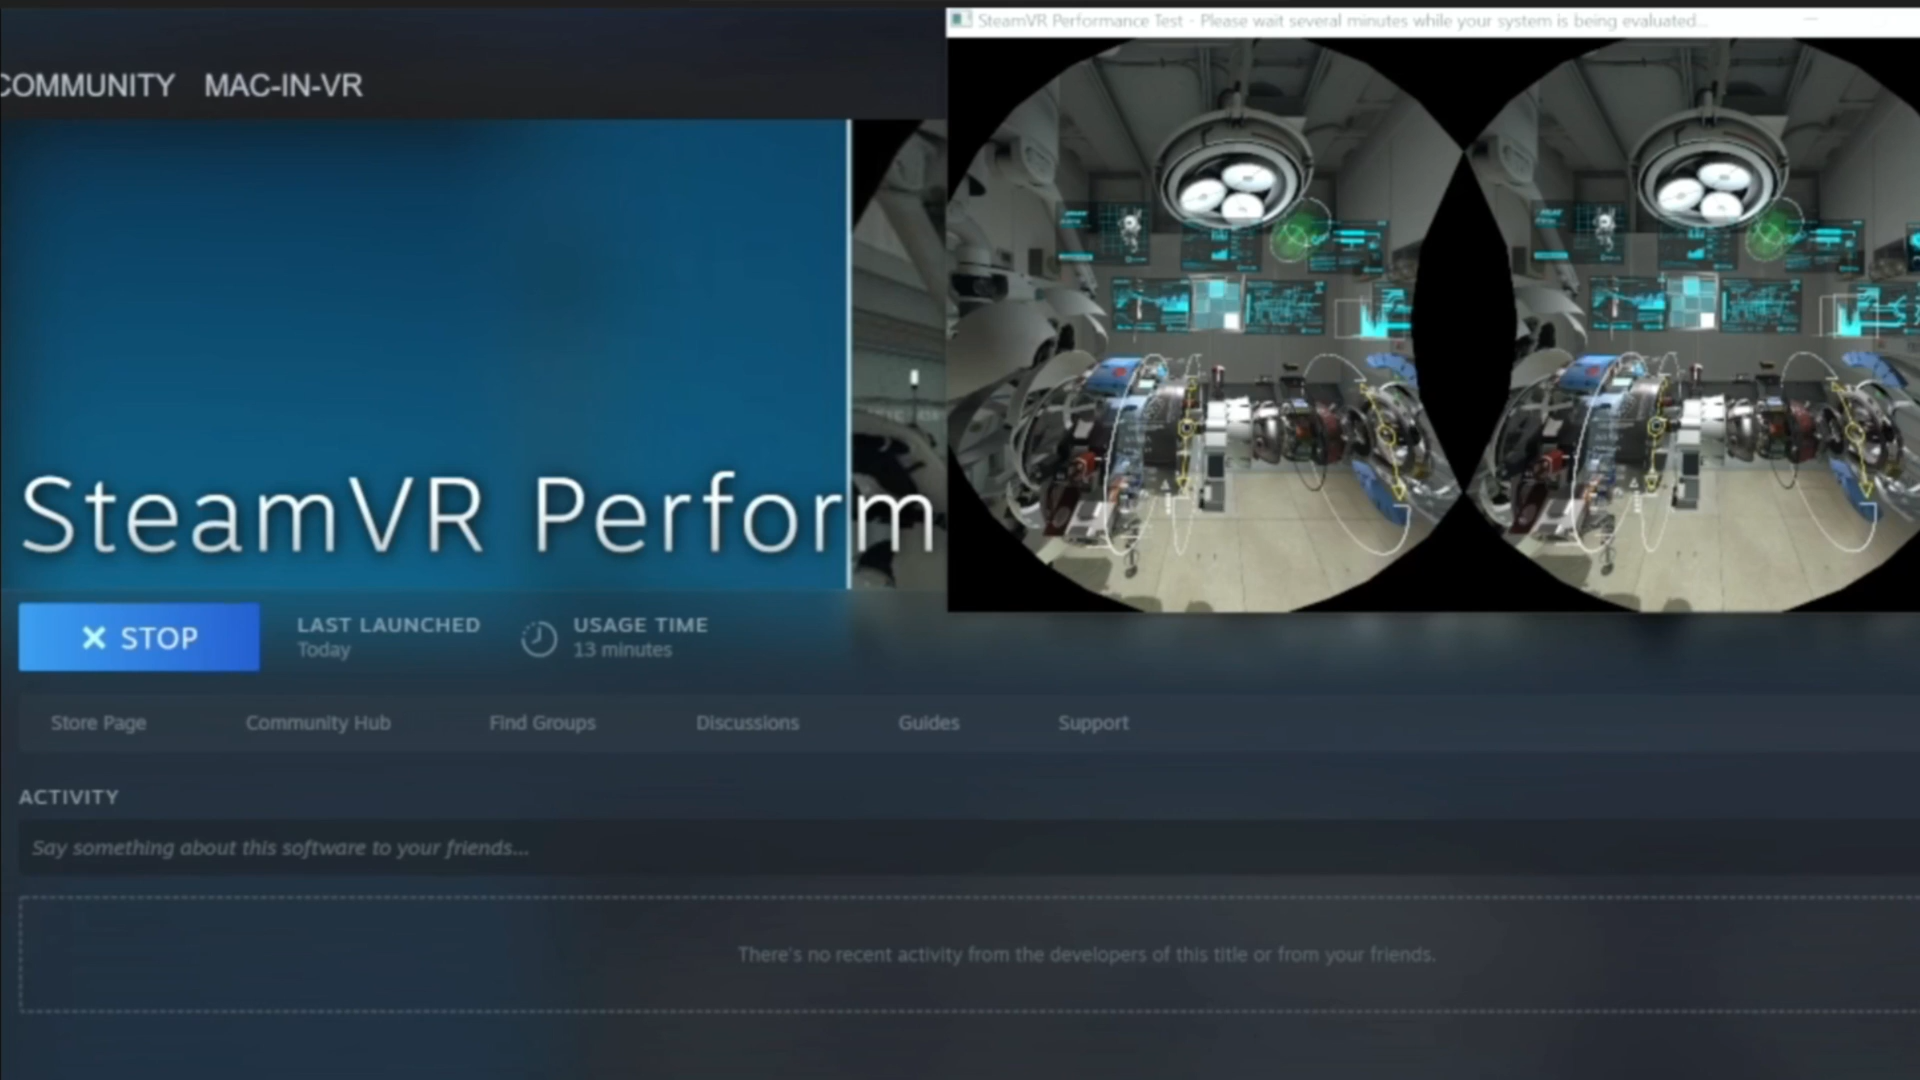 SteamVR Performance Test - Please wait several minutes while your system is being evaluated...
COMMUNITY MAC-IN-VR
SteamVR Perform
STOP
LAST LAUNCHED
Today
USAGE TIME
13 minutes
Store Page Community Hub Find Groups Discussions Guides Support
ACTIVITY
Say something about this software to your friends...
There's no recent activity from the developers of this title or from your friends.